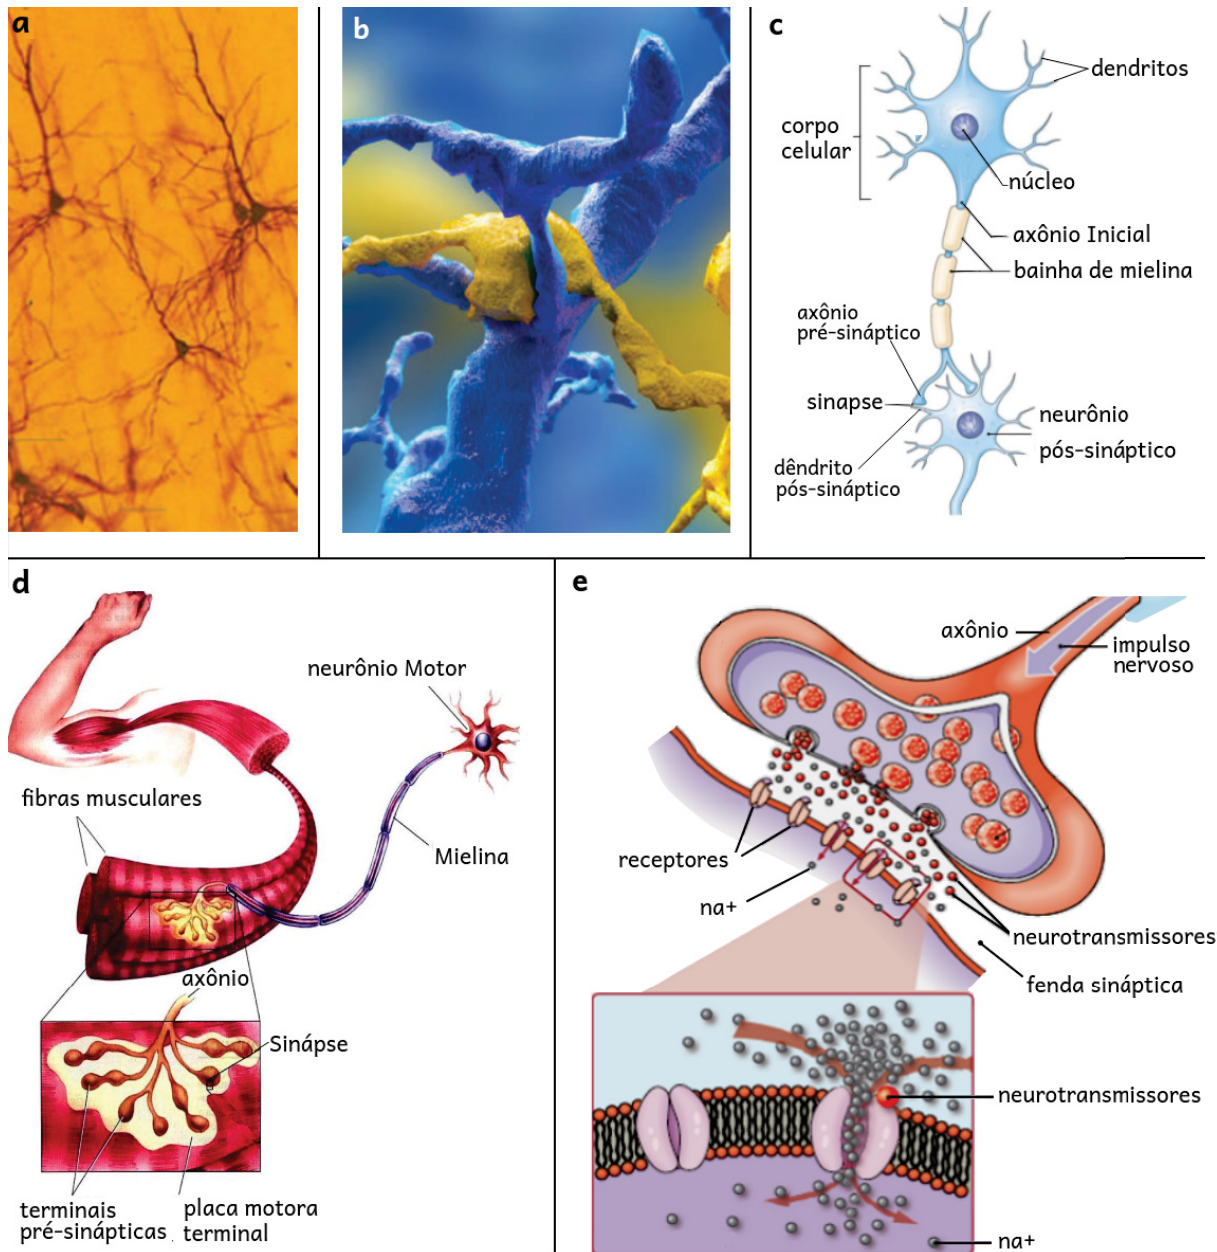 a
b
c
dendritos
corpo
celular
núcleo
axônio Inicial
bainha de mielina
axônio
pré-sináptico
sinapse
neurônio
pós-sináptico
dêndrito
pós-sináptico
d
neurônio Motor
fibras musculares
Mielina
axônio
Sinápse
terminais
pré-sinápticas
placa motora
terminal
e
axônio
impulso
nervoso
receptores
na+
neurotransmissores
fenda sináptica
neurotransmissores
na+